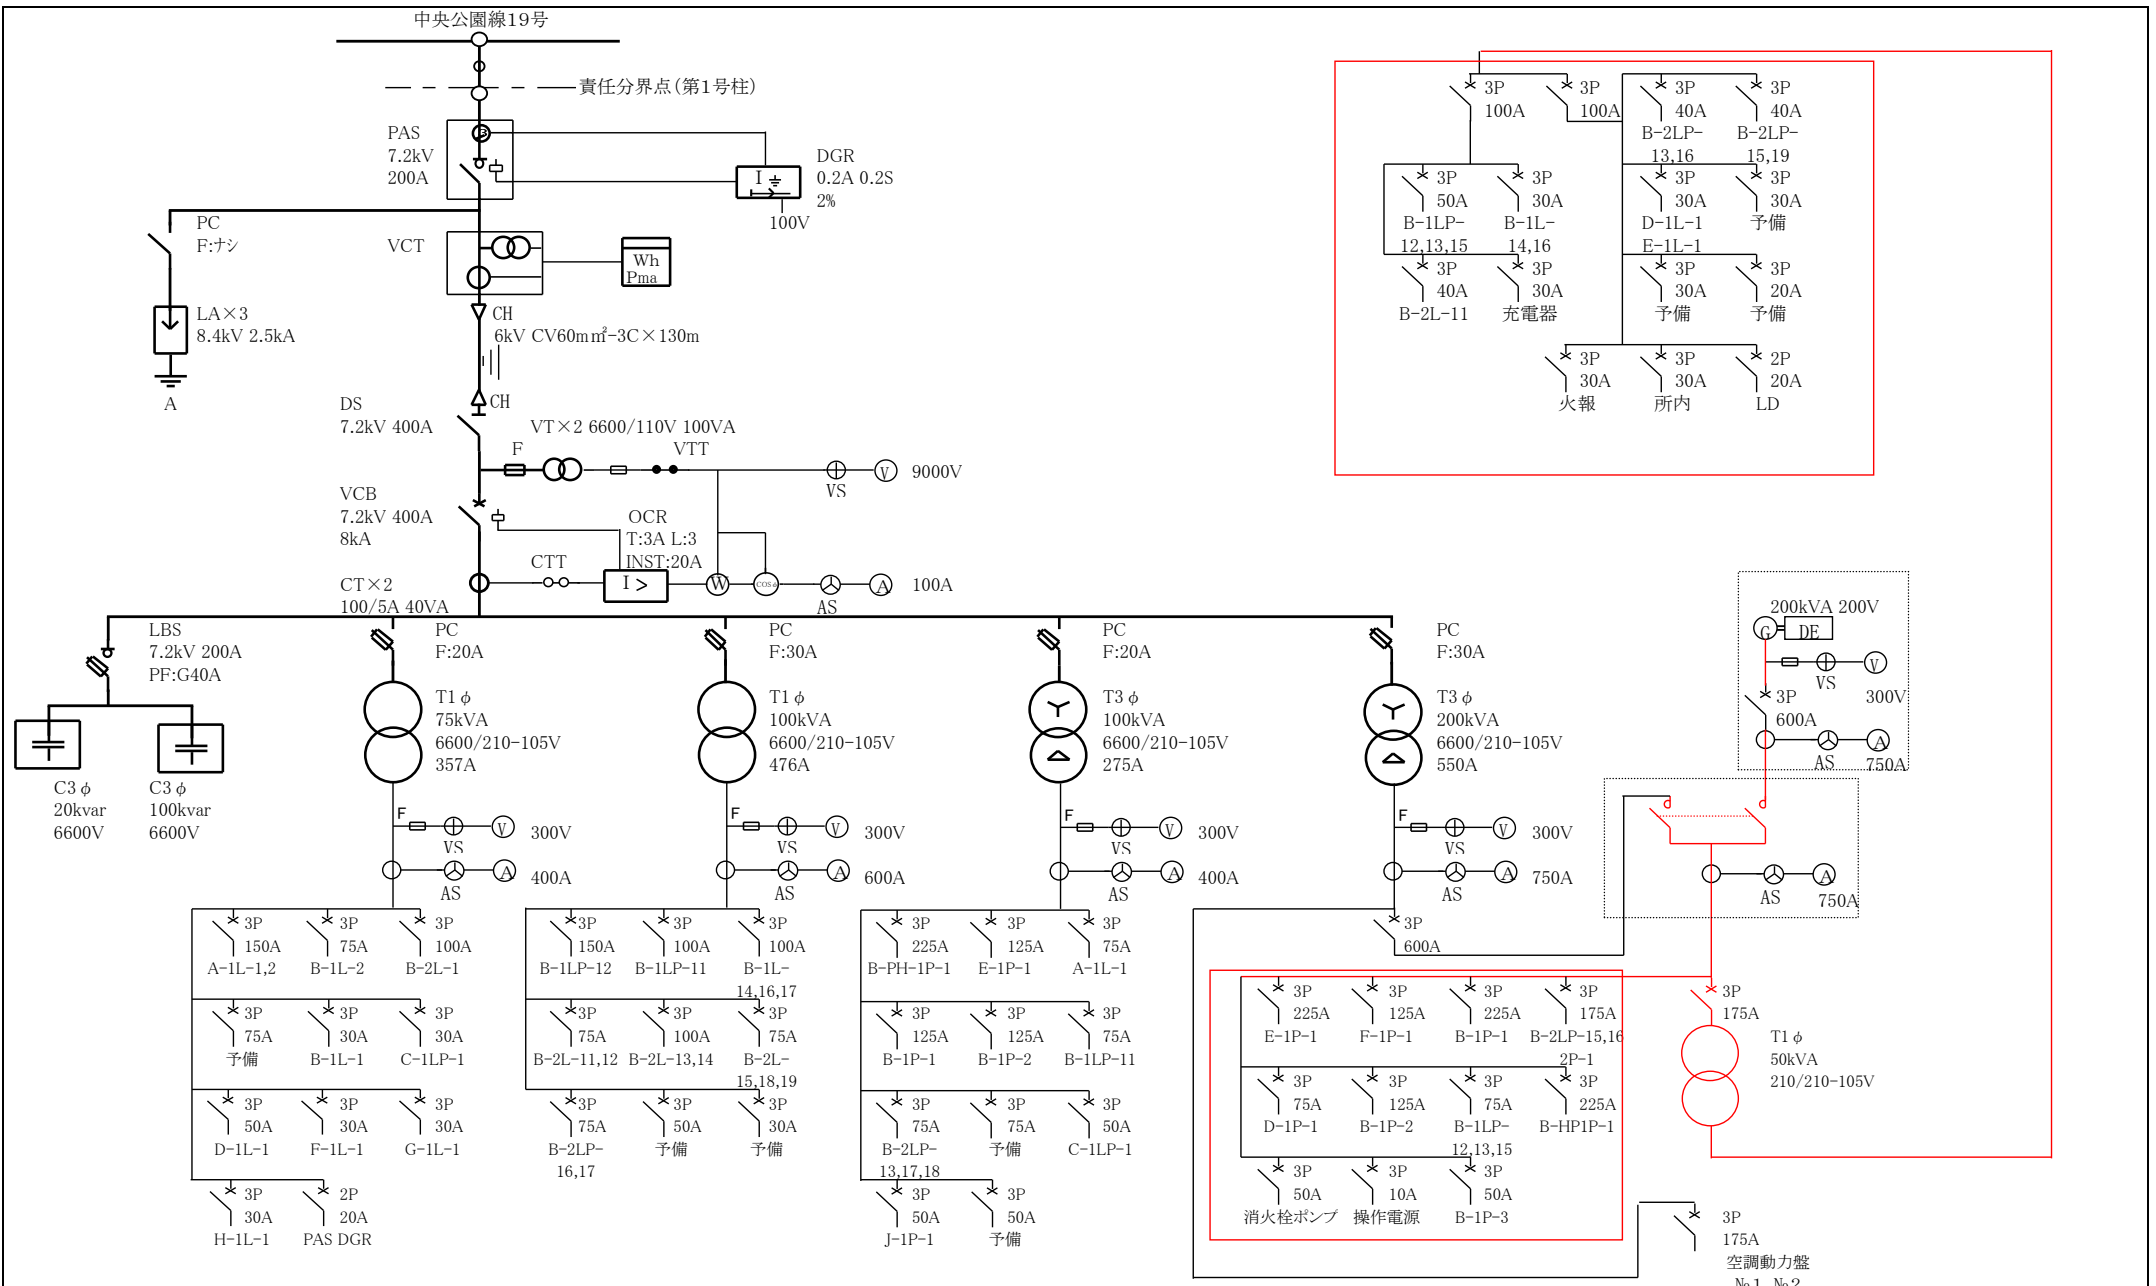 中央公園線19号
責任分界点(第1号柱)
PAS
7.2kV
200A
DGR
0.2A 0.2S
2%
I
100V
PC
F:ナシ
VCT
Wh
Pma
LA×3
8.4kV 2.5kA
A
CH
6kV CV60mm²-3C×130m
CH
DS
7.2kV 400A
VT×2 6600/110V 100VA
F
VTT
VS
V
9000V
VCB
7.2kV 400A
8kA
OCR
T:3A L:3
INST:20A
CTT
I >
W
COSφ
AS
A
100A
CT×2
100/5A 40VA
LBS
7.2kV 200A
PF:G40A
C3φ
20kvar
6600V
C3φ
100kvar
6600V
PC
F:20A
T1φ
75kVA
6600/210-105V
357A
F
VS
V
300V
AS
A
400A
3P
150A
A-1L-1,2
3P
75A
B-1L-2
3P
100A
B-2L-1
3P
75A
予備
3P
30A
B-1L-1
3P
30A
C-1LP-1
3P
50A
D-1L-1
3P
30A
F-1L-1
3P
30A
G-1L-1
3P
30A
H-1L-1
2P
20A
PAS DGR
PC
F:30A
T1φ
100kVA
6600/210-105V
476A
F
VS
V
300V
AS
A
600A
3P
150A
B-1LP-12
3P
100A
B-1LP-11
3P
100A
B-1L-
14,16,17
3P
75A
B-2L-11,12
3P
100A
B-2L-13,14
3P
75A
B-2L-
15,18,19
3P
75A
B-2LP-
16,17
3P
50A
予備
3P
30A
予備
PC
F:20A
T3φ
100kVA
6600/210-105V
275A
F
VS
V
300V
AS
A
400A
3P
225A
B-PH-1P-1
3P
125A
E-1P-1
3P
75A
A-1L-1
3P
125A
B-1P-1
3P
125A
B-1P-2
3P
75A
B-1LP-11
3P
75A
B-2LP-
13,17,18
3P
75A
予備
3P
50A
C-1LP-1
3P
50A
J-1P-1
3P
50A
予備
PC
F:30A
T3φ
200kVA
6600/210-105V
550A
F
VS
V
300V
AS
A
750A
3P
600A
3P
225A
E-1P-1
3P
125A
F-1P-1
3P
225A
B-1P-1
3P
175A
B-2LP-15,16
2P-1
3P
75A
D-1P-1
3P
125A
B-1P-2
3P
75A
B-1LP-
12,13,15
3P
225A
B-HP1P-1
3P
50A
消火栓ポンプ
3P
10A
操作電源
3P
50A
B-1P-3
3P
100A
3P
100A
3P
40A
B-2LP-
13,16
3P
40A
B-2LP-
15,19
3P
50A
B-1LP-
12,13,15
3P
30A
B-1L-
14,16
3P
30A
D-1L-1
E-1L-1
3P
30A
予備
3P
40A
B-2L-11
3P
30A
充電器
3P
30A
予備
3P
20A
予備
3P
30A
火報
3P
30A
所内
2P
20A
LD
200kVA 200V
G
DE
VS
V
300V
3P
600A
AS
A
750A
AS
A
750A
3P
175A
T1φ
50kVA
210/210-105V
3P
175A
空調動力盤
№1, №2